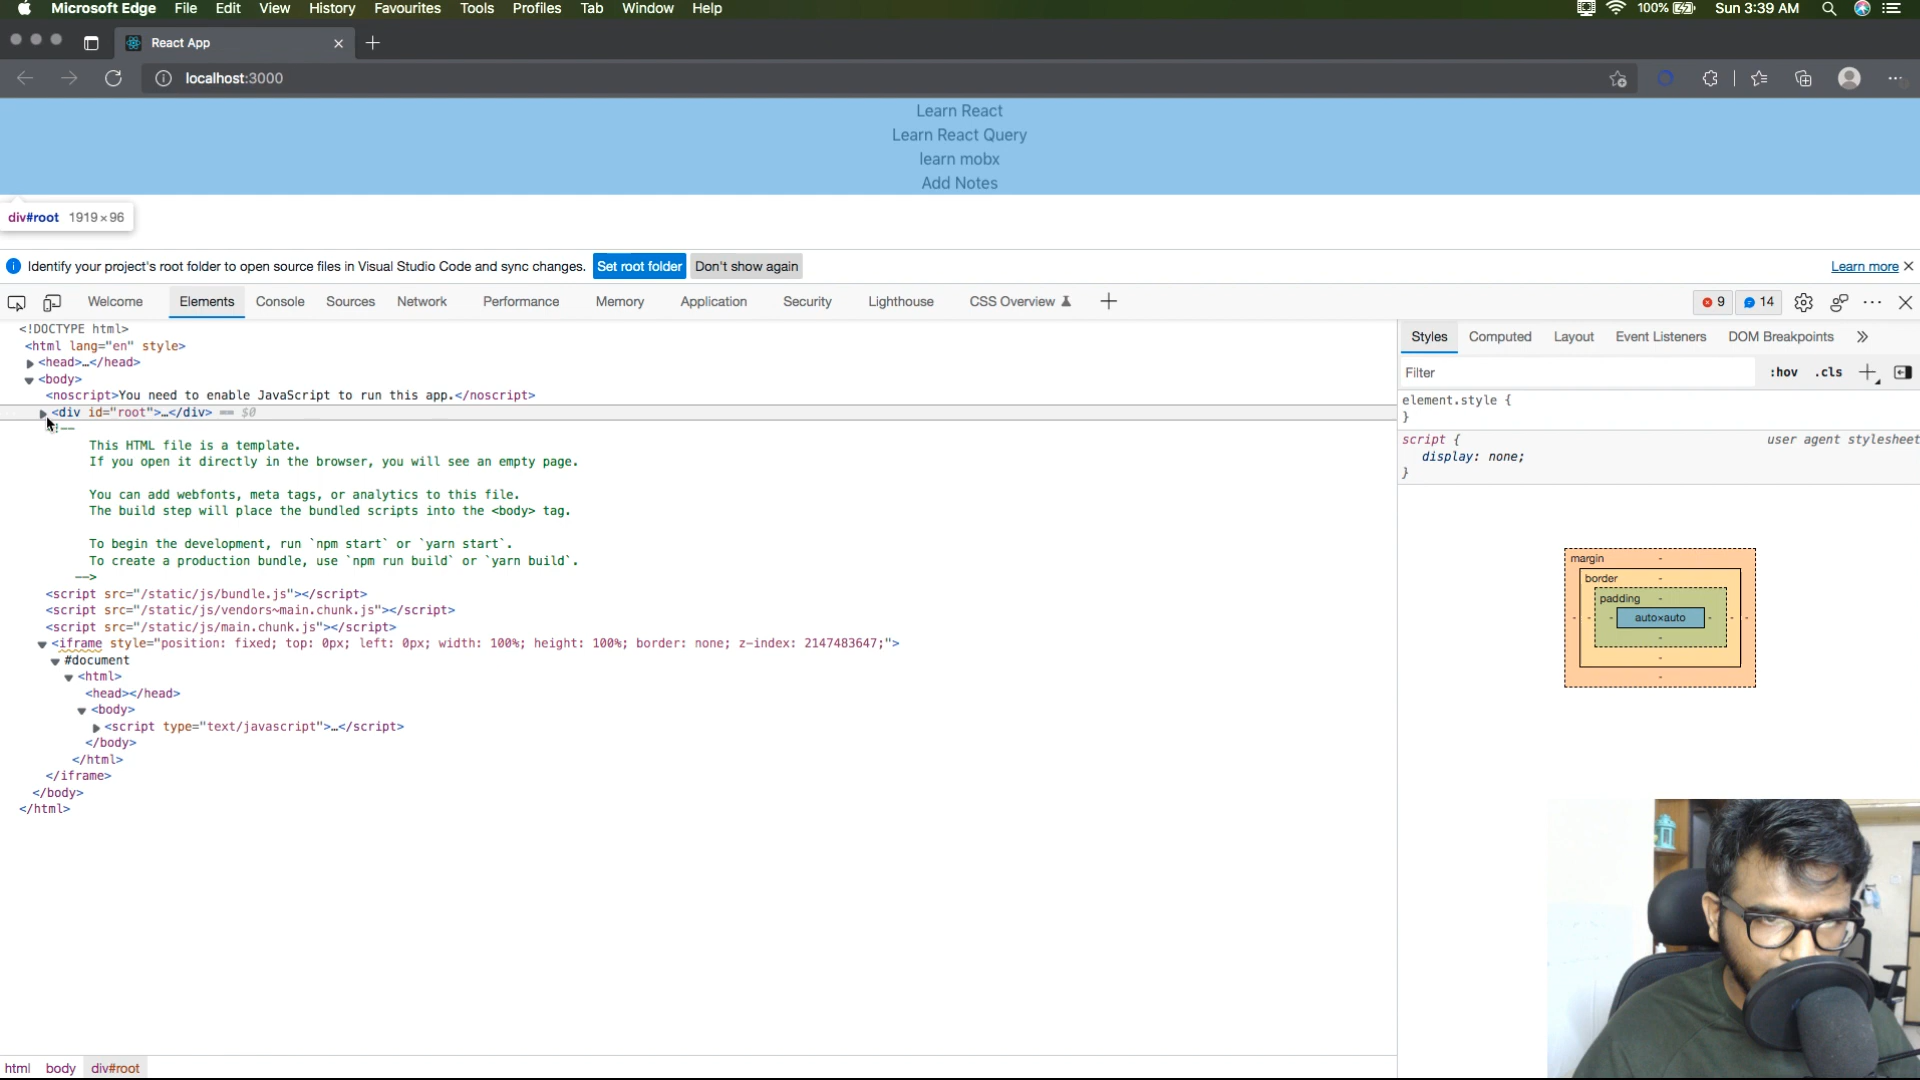 Microsoft Edge File Edit View History Favourites Tools Profiles Tab Window Help 100% Sun 3:39 AM
React App
localhost:3000
Learn React
Learn React Query
learn mobx
Add Notes
div#root 1919×96
Identify your project's root folder to open source files in Visual Studio Code and sync changes. Set root folder Don't show again Learn more
Welcome Elements Console Sources Network Performance Memory Application Security Lighthouse CSS Overview 9 14
<!DOCTYPE html>
<html lang="en" style>
<head>…</head>
<body>
<noscript>You need to enable JavaScript to run this app.</noscript>
<div id="root">…</div> == $0
<!--
This HTML file is a template.
If you open it directly in the browser, you will see an empty page.
You can add webfonts, meta tags, or analytics to this file.
The build step will place the bundled scripts into the <body> tag.
To begin the development, run `npm start` or `yarn start`.
To create a production bundle, use `npm run build` or `yarn build`.
-->
<script src="/static/js/bundle.js"></script>
<script src="/static/js/vendors~main.chunk.js"></script>
<script src="/static/js/main.chunk.js"></script>
<iframe style="position: fixed; top: 0px; left: 0px; width: 100%; height: 100%; border: none; z-index: 2147483647;">
#document
<html>
<head></head>
<body>
<script type="text/javascript">…</script>
</body>
</html>
</iframe>
</body>
</html>
html body div#root
Styles Computed Layout Event Listeners DOM Breakpoints
Filter :hov .cls
element.style {
}
script { user agent stylesheet
display: none;
}
margin -
border -
padding -
- - - auto×auto - - -
-
-
-